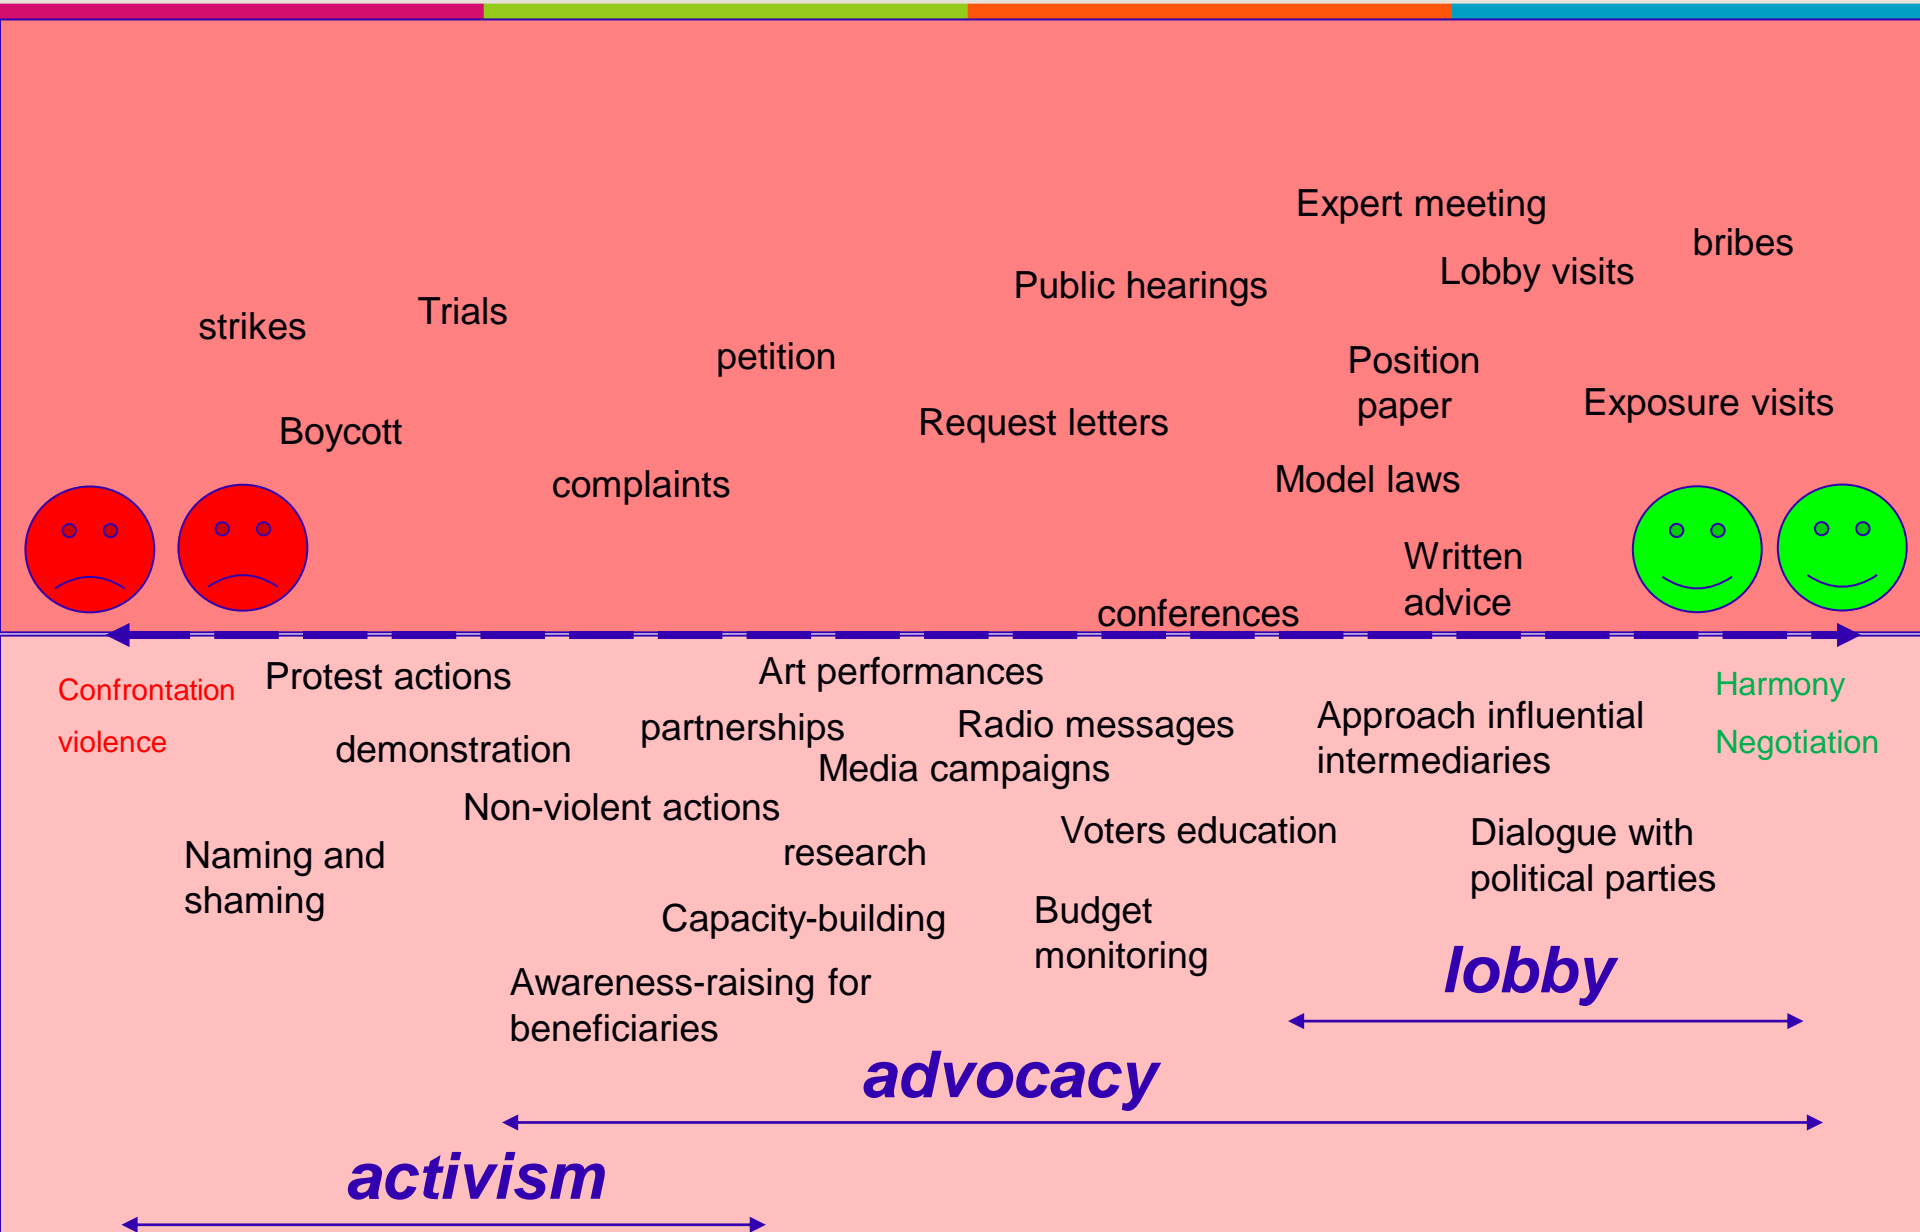 Expert meeting
bribes
Lobby visits
Public hearings
Trials
strikes
petition
Position
paper
Exposure visits
Request letters
Boycott
Model laws
complaints
Written
advice
conferences
Confrontation
violence
Protest actions
Art performances
Harmony
Negotiation
partnerships
Radio messages
Approach influential
intermediaries
demonstration
Media campaigns
Non-violent actions
Voters education
Dialogue with
political parties
Naming and
shaming
research
Capacity-building
Budget
monitoring
lobby
Awareness-raising for
beneficiaries
advocacy
activism